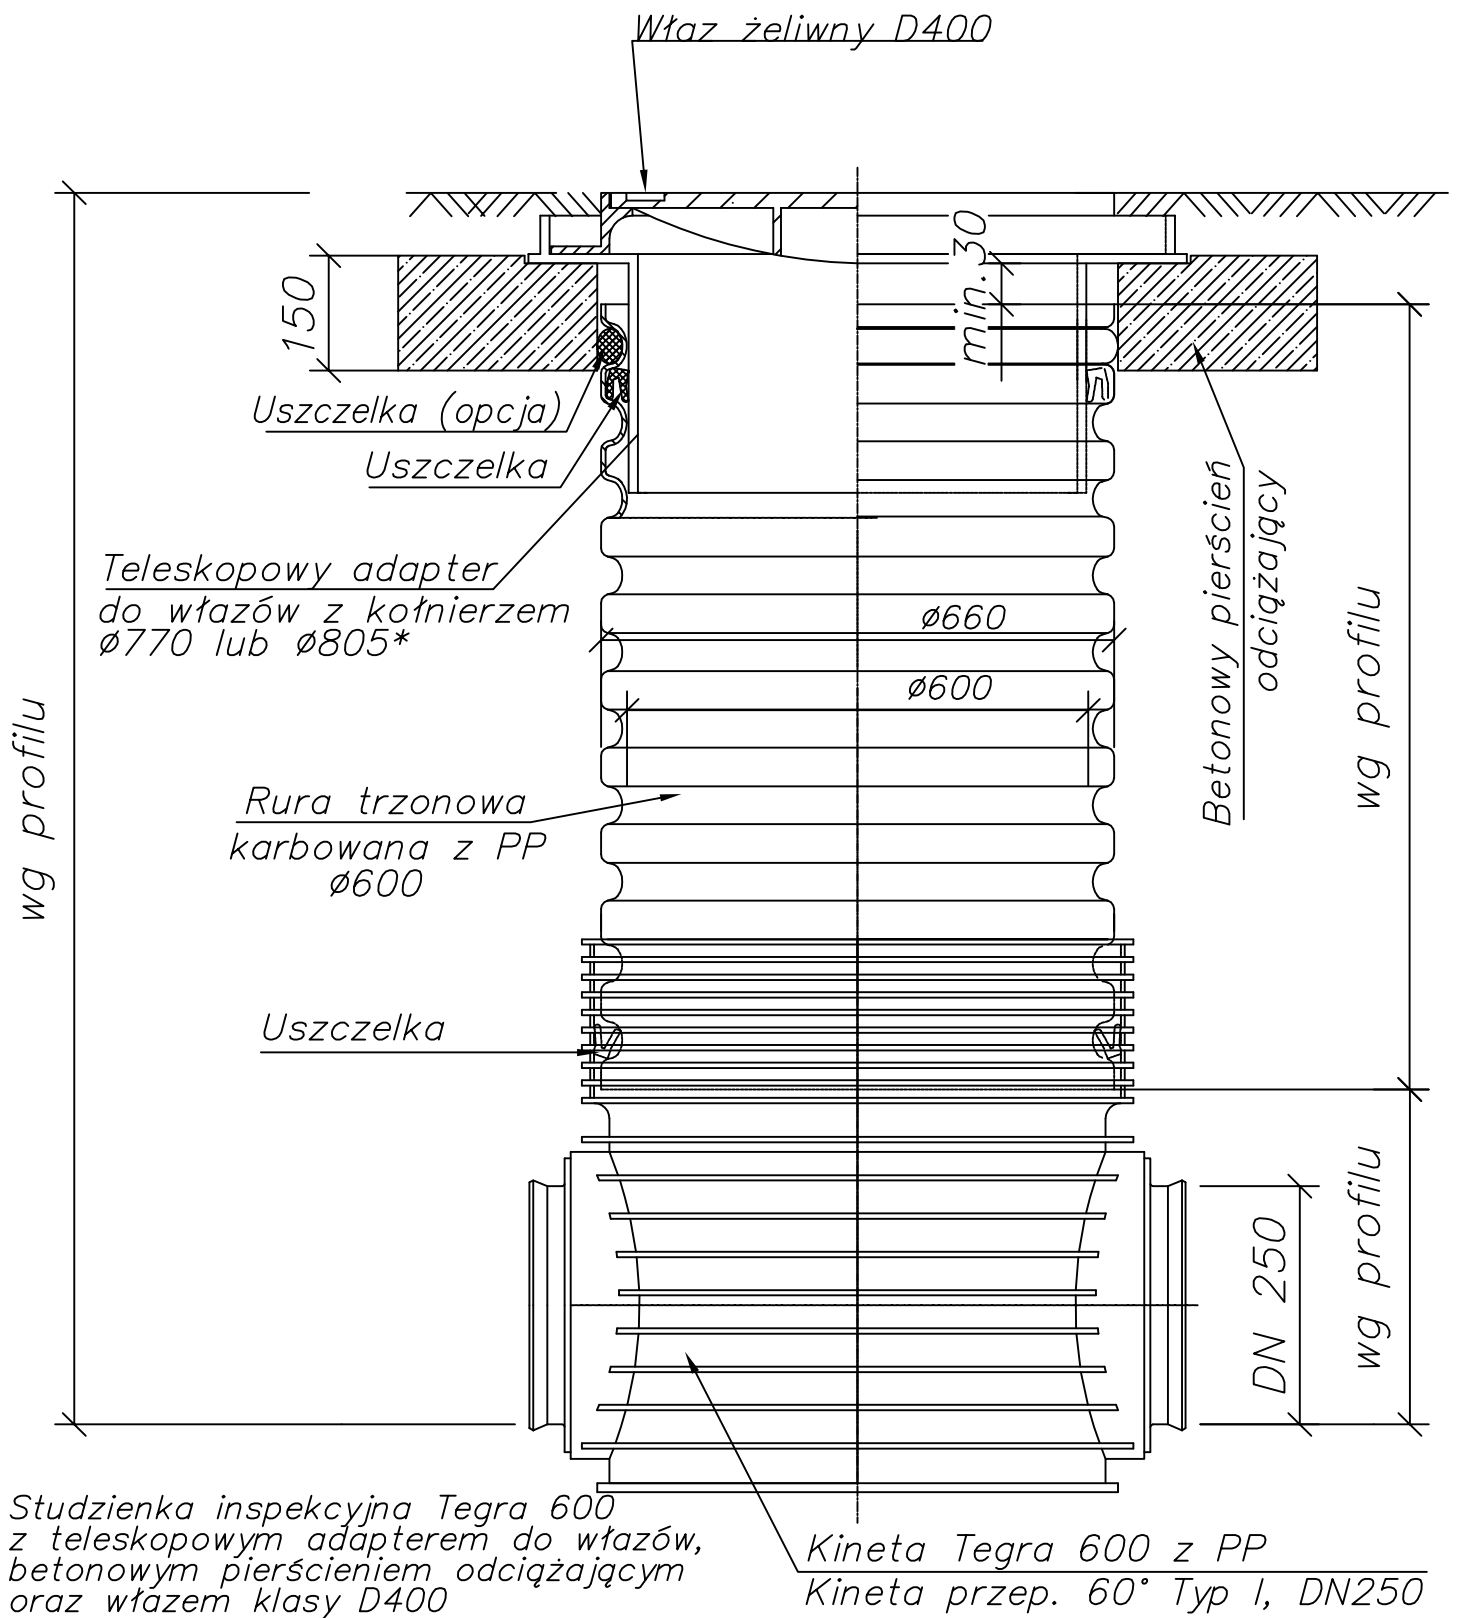 Właz żeliwny D400
min. 30
150
Uszczelka (opcja)
Uszczelka
Teleskopowy adapter
do włazów z kołnierzem
ø770 lub ø805*
Betonowy pierścień
odciążający
ø660
ø600
wg profilu
wg profilu
Rura trzonowa
karbowana z PP
ø600
Uszczelka
wg profilu
DN 250
Studzienka inspekcyjna Tegra 600
z teleskopowym adapterem do włazów,
betonowym pierścieniem odciążającym
oraz włazem klasy D400
Kineta Tegra 600 z PP
Kineta przep. 60° Typ I, DN250